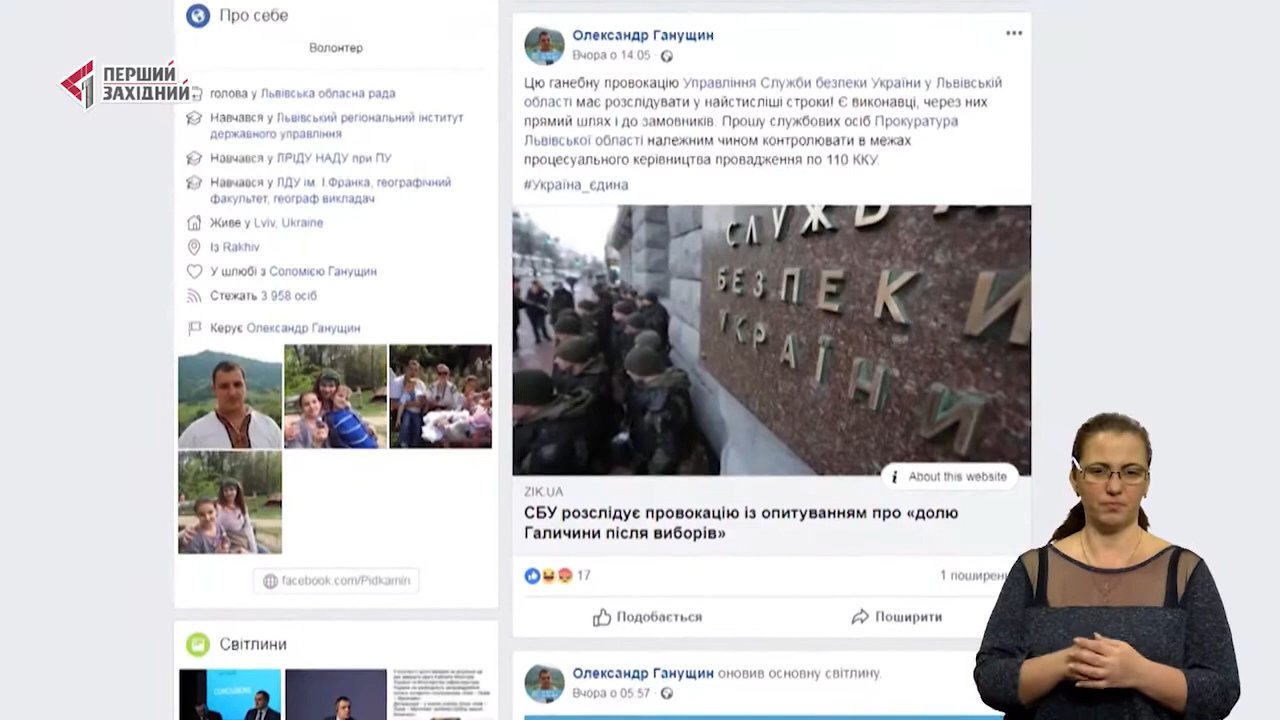 ПЕРШИЙ
ЗАХІДНИЙ
Про себе
Волонтер
голова у Львівська обласна рада
Навчався у Львівський регіональний інститут
державного управління
Навчався у ЛРІДУ НАДУ при ПУ
Навчався у ЛДУ ім. І.Франка, географічний
факультет, географ викладач
Живе у Lviv, Ukraine
Із Rakhiv
У шлюбі з Соломією Ганущин
Стежать 3 958 осіб
Керує Олександр Ганущин
facebook.com/Pidkamin
Світлини
CONCLUSIONS
Олександр Ганущин
Вчора о 14:05
Цю ганебну провокацію Управління Служби безпеки України у Львівській
області має розслідувати у найстисліші строки! Є виконавці, через них
прямий шлях і до замовників. Прошу службових осіб Прокуратура
Львівської області належним чином контролювати в межах
процесуального керівництва провадження по 110 ККУ.
#Україна_єдина
СЛУЖБА
БЕЗПЕКИ
УКРАЇНИ
About this website
ZIK.UA
СБУ розслідує провокацію із опитуванням про «долю
Галичини після виборів»
17
1 поширень
Подобається
Поширити
Олександр Ганущин оновив основну світлину.
Вчора о 05:57